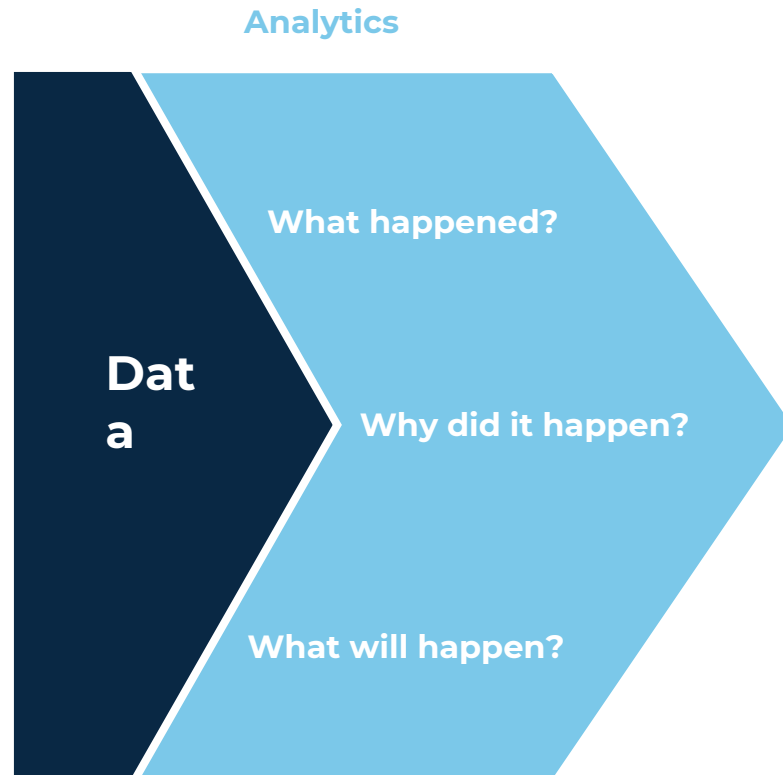 Analytics
What happened?
Dat
a
Why did it happen?
What will happen?